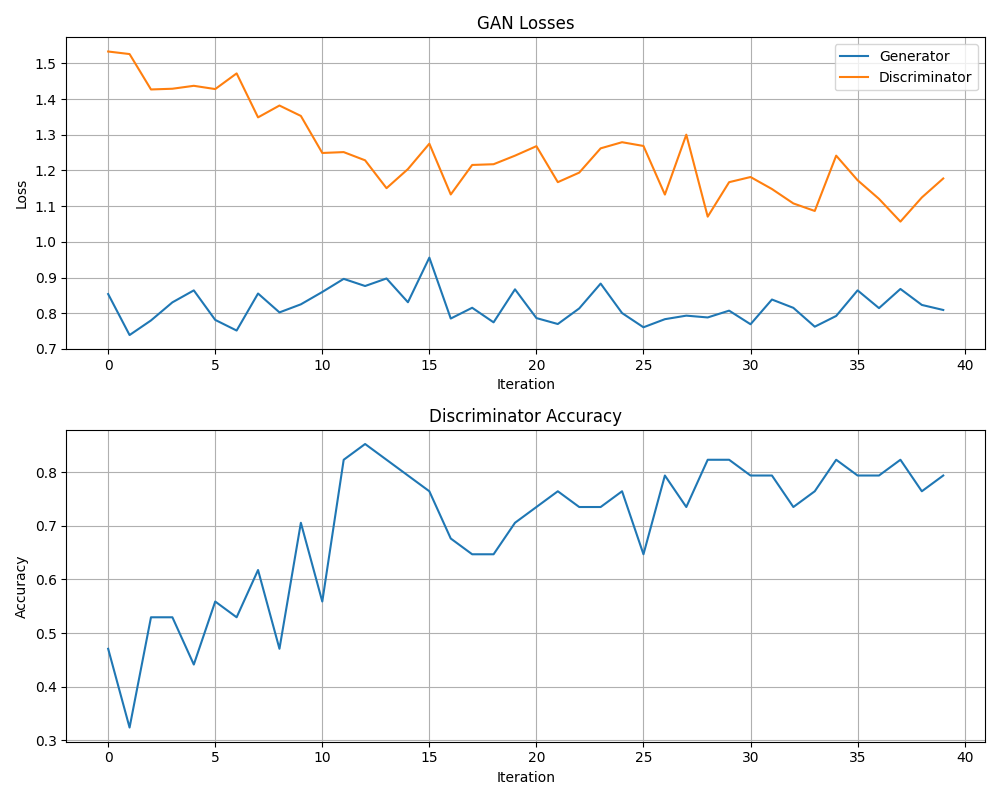 GAN Losses
Generator
Discriminator
Loss
1.5
1.4
1.3
1.2
1.1
1.0
0.9
0.8
0.7
0 5 10 15 20 25 30 35 40
Iteration
Discriminator Accuracy
Accuracy
0.8
0.7
0.6
0.5
0.4
0.3
0 5 10 15 20 25 30 35 40
Iteration